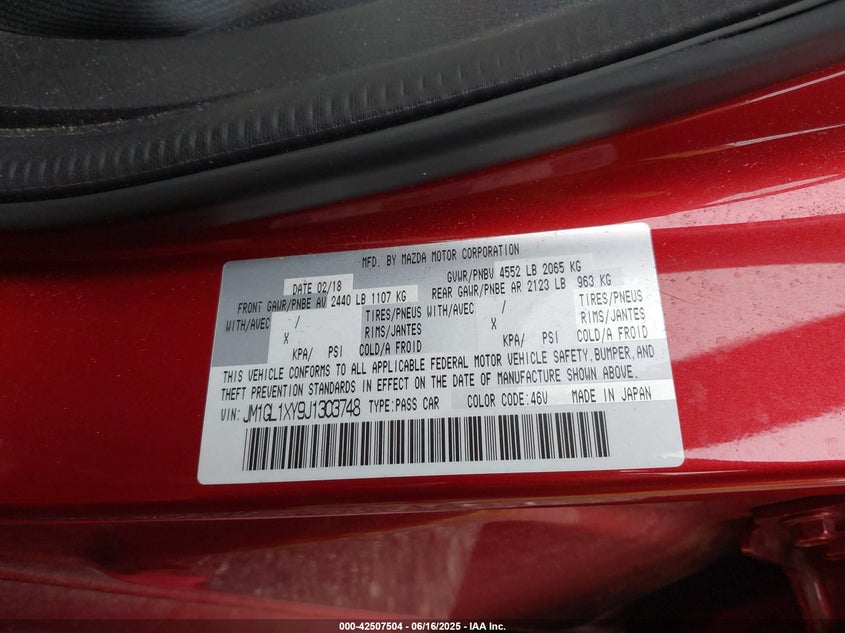 MFD. BY MAZDA MOTOR CORPORATION
DATE 02/18
GVWR/PNBV 4552 LB 2065 KG
FRONT GAWR/PNBE AV 2440 LB 1107 KG
REAR GAWR/PNBE AR 2123 LB 963 KG
WITH/AVEC / TIRES/PNEUS WITH/AVEC / TIRES/PNEUS
X RIMS/JANTES X RIMS/JANTES
KPA/ PSI COLD/A FROID KPA/ PSI COLD/A FROID
THIS VEHICLE CONFORMS TO ALL APPLICABLE FEDERAL MOTOR VEHICLE SAFETY, BUMPER, AND
THEFT PREVENTION STANDARDS IN EFFECT ON THE DATE OF MANUFACTURE SHOWN ABOVE.
VIN: JM1GL1XY9J1303748 TYPE:PASS CAR COLOR CODE:46V MADE IN JAPAN
000-42507504 | 06/16/2025 - IAA Inc.